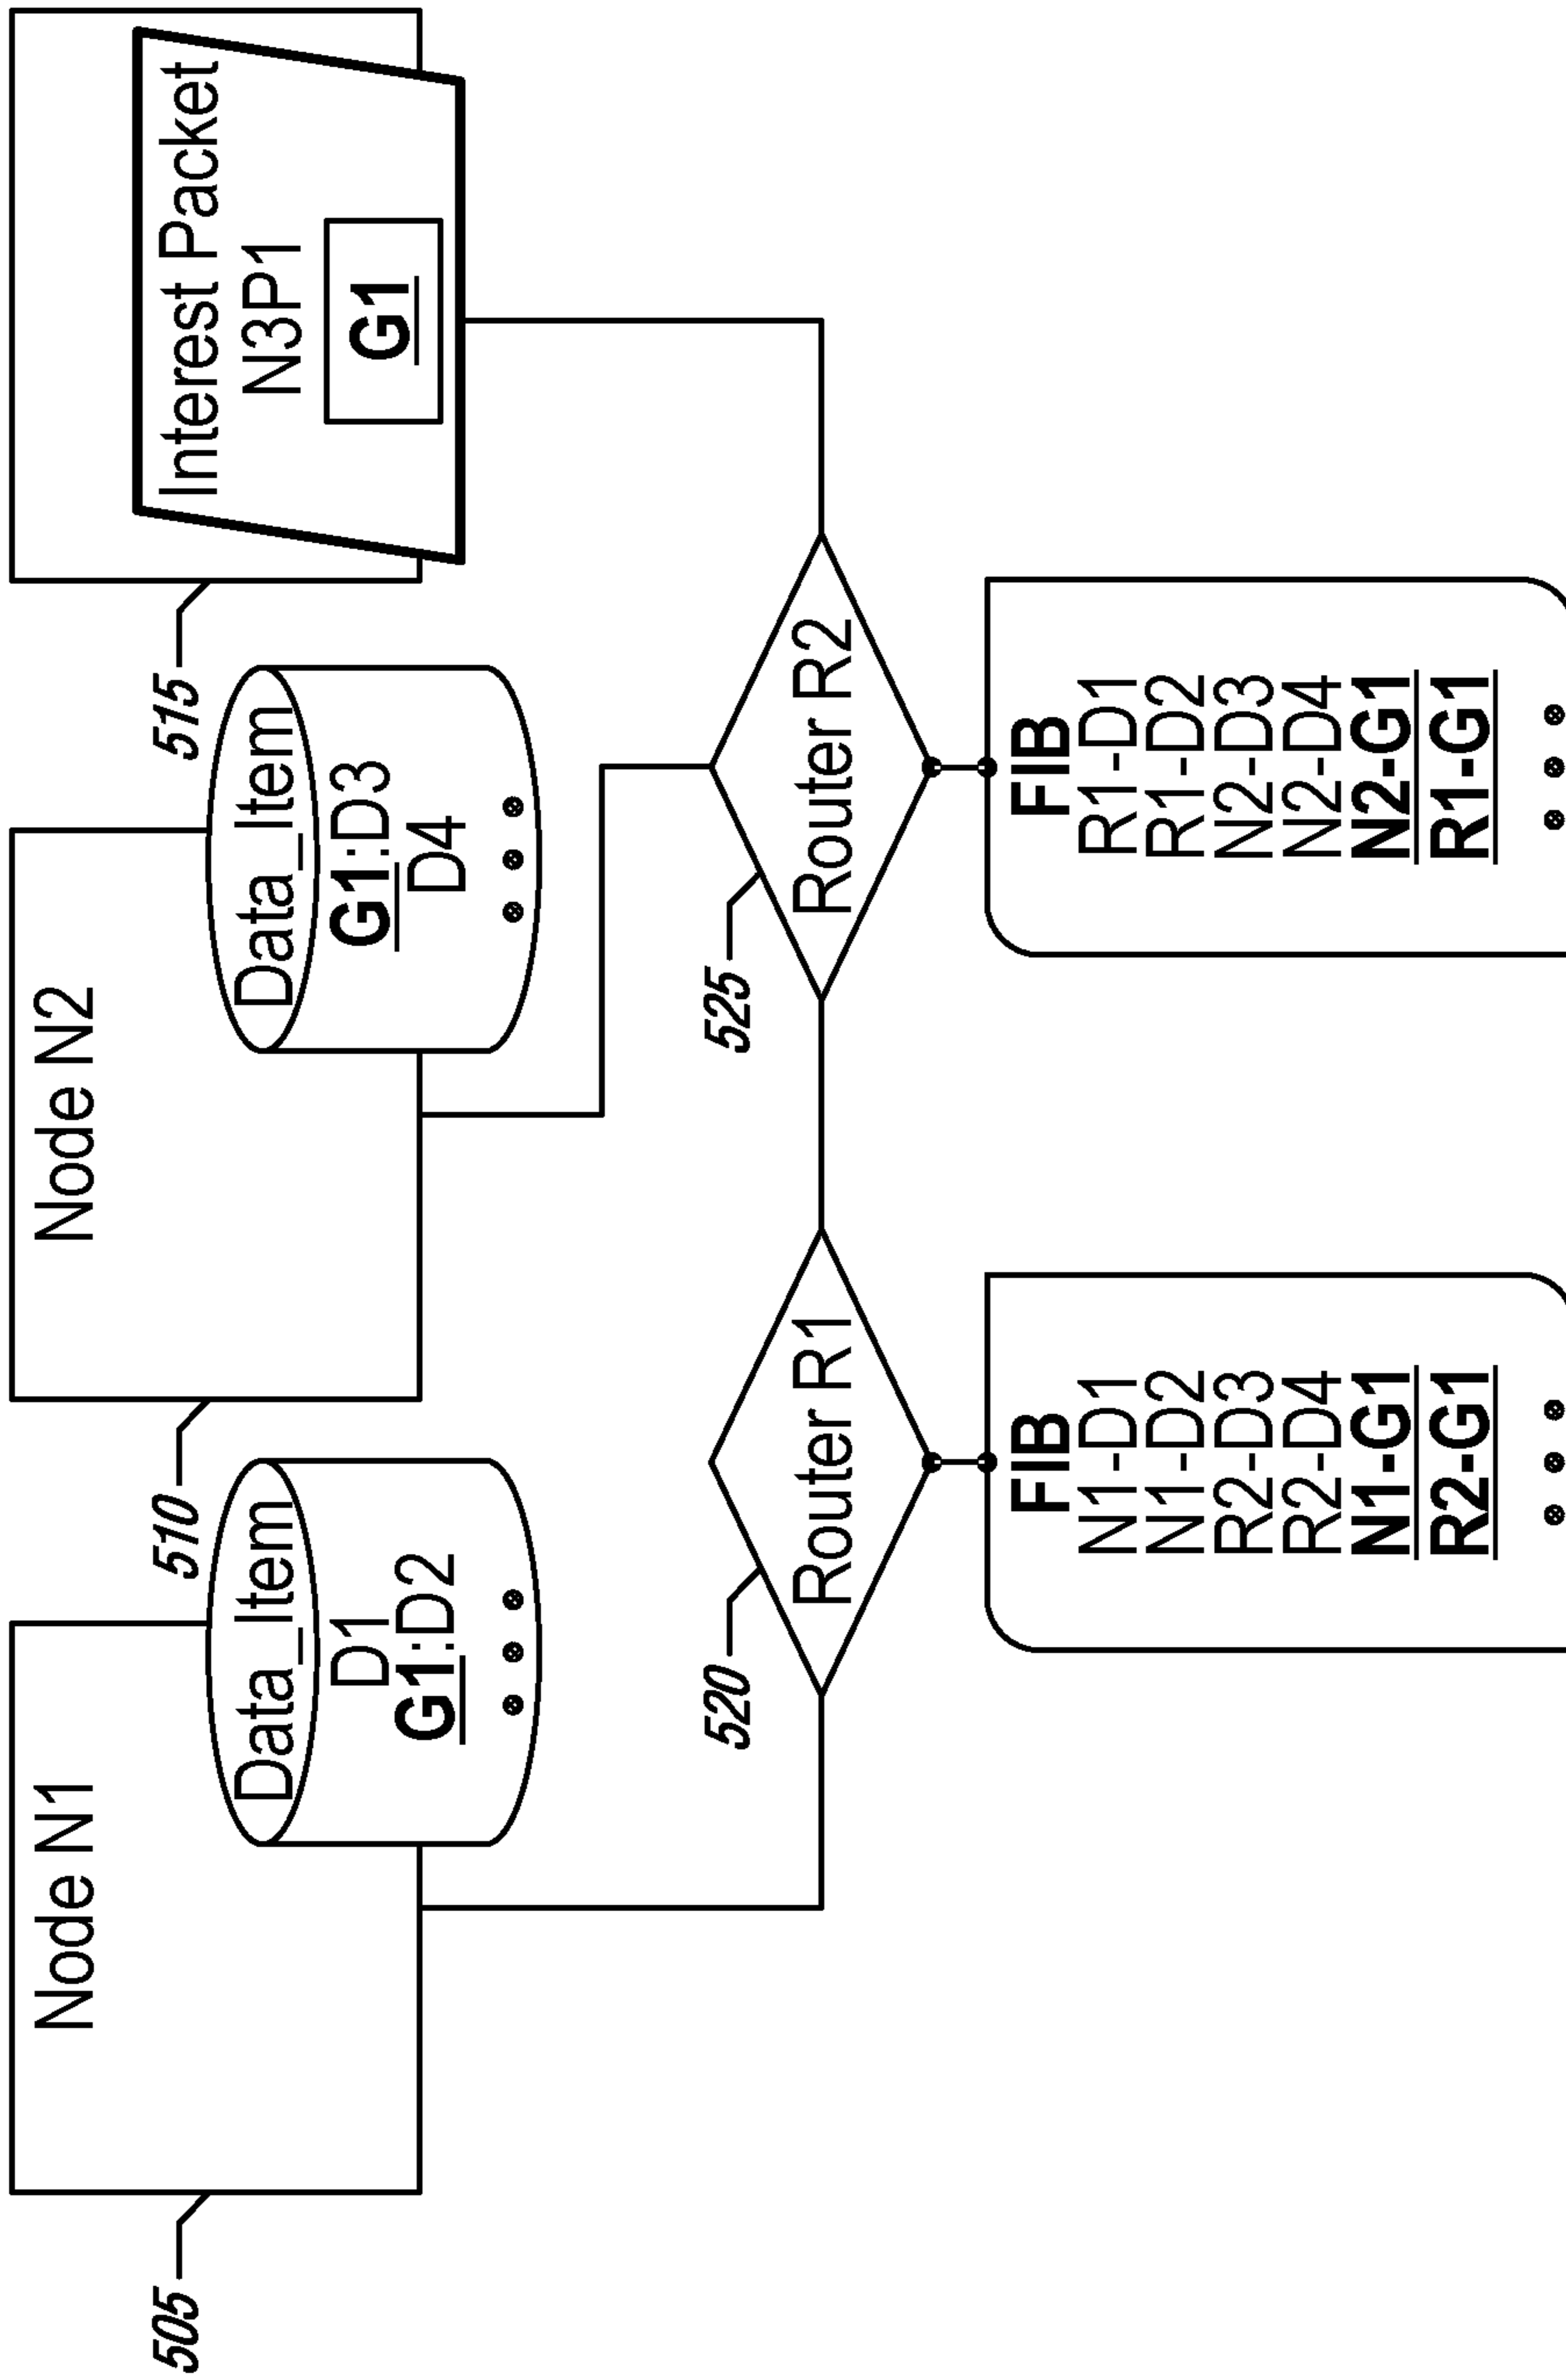 505
Node N1
Data_Item
D1
G1:D2
510
Node N2
Data_Item
G1:D3
D4
515
Interest Packet
N3P1
G1
520
Router R1
525
Router R2
FIB
N1-D1
N1-D2
R2-D3
R2-D4
N1-G1
R2-G1
FIB
R1-D1
R1-D2
N2-D3
N2-D4
N2-G1
R1-G1